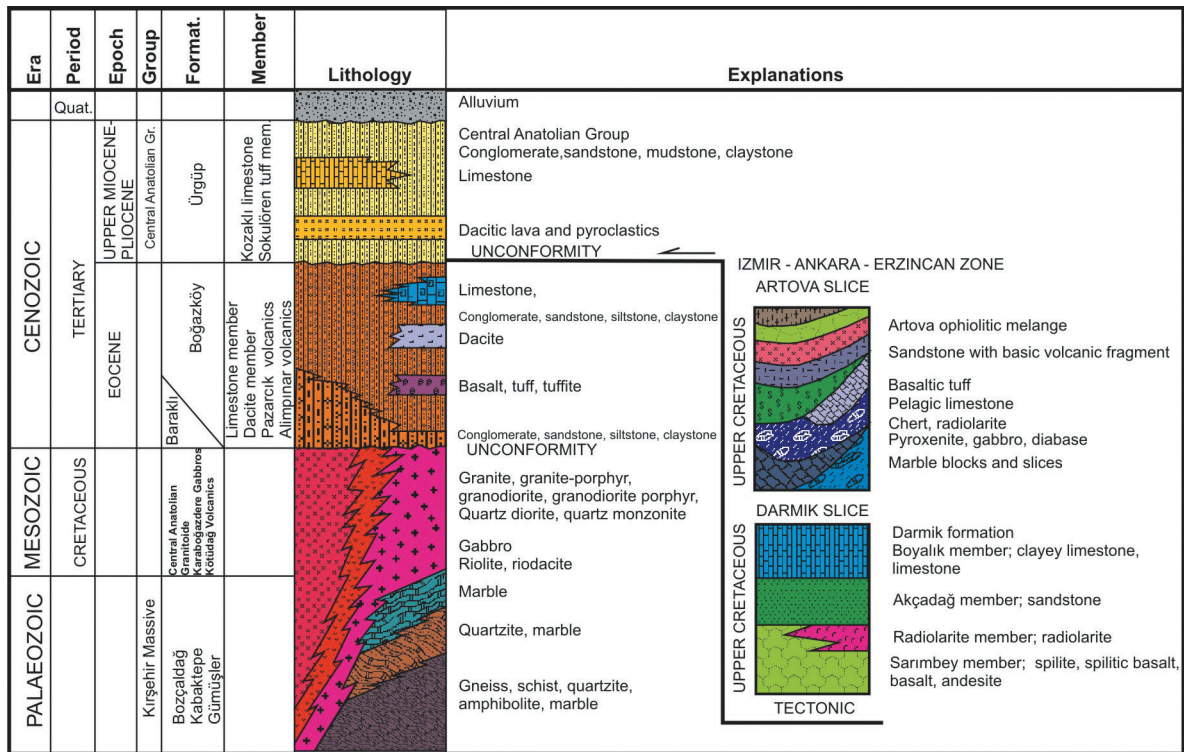 Era
Period
Epoch
Group
Format.
Member
Lithology
Explanations
Quat.
CENOZOIC
TERTIARY
UPPER MIOCENE-
PLIOCENE
Central Anatolian Gr.
Ürgüp
Kozaklı limestone
Sokulören tuff mem.
EOCENE
Boğazköy
Baraklı
Limestone member
Dacite member
Pazarcık volcanics
Alimpınar volcanics
MESOZOIC
CRETACEOUS
Central Anatolian
Granitoide
Karaboğazdere Gabbros
Kötüdağ Volcanics
PALAEOZOIC
Kırşehir Massive
Bozçaldağ
Kabaktepe
Gümüşler
Alluvium
Central Anatolian Group
Conglomerate,sandstone, mudstone, claystone
Limestone
Dacitic lava and pyroclastics
UNCONFORMITY
Limestone,
Conglomerate, sandstone, siltstone, claystone
Dacite
Basalt, tuff, tuffite
Conglomerate, sandstone, siltstone, claystone
UNCONFORMITY
Granite, granite-porphyr,
granodiorite, granodiorite porphyr,
Quartz diorite, quartz monzonite
Gabbro
Riolite, riodacite
Marble
Quartzite, marble
Gneiss, schist, quartzite,
amphibolite, marble
IZMIR - ANKARA - ERZINCAN ZONE
ARTOVA SLICE
UPPER CRETACEOUS
Artova ophiolitic melange
Sandstone with basic volcanic fragment
Basaltic tuff
Pelagic limestone
Chert, radiolarite
Pyroxenite, gabbro, diabase
Marble blocks and slices
DARMIK SLICE
UPPER CRETACEOUS
Darmik formation
Boyalık member; clayey limestone,
limestone
Akçadağ member; sandstone
Radiolarite member; radiolarite
Sarımbey member; spilite, spilitic basalt,
basalt, andesite
TECTONIC